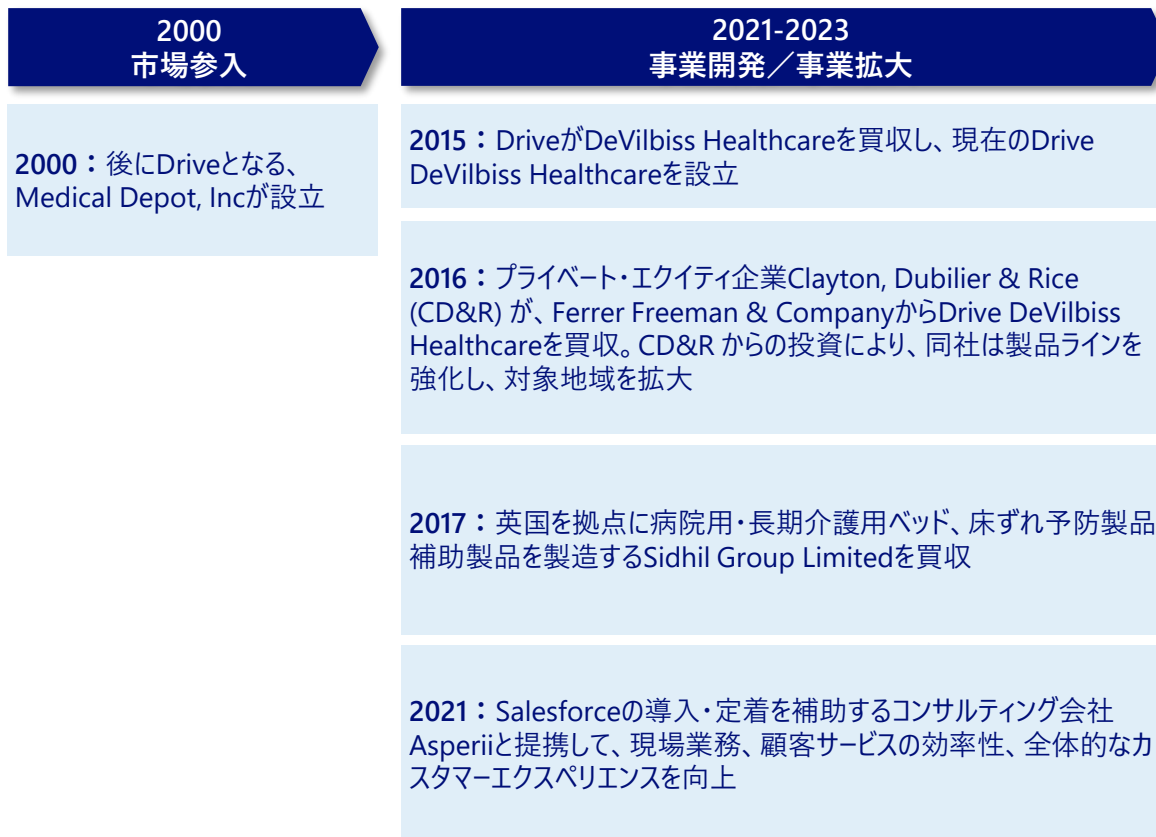 2000
市場参入
2000：後にDriveとなる、
Medical Depot, Incが設立
2021-2023
事業開発／事業拡大
2015：DriveがDeVilbiss Healthcareを買収し、現在のDrive
DeVilbiss Healthcareを設立
2016：プライベート・エクイティ企業Clayton, Dubilier & Rice
(CD&R) が、Ferrer Freeman & CompanyからDrive DeVilbiss
Healthcareを買収。CD&R からの投資により、同社は製品ラインを
強化し、対象地域を拡大
2017：英国を拠点に病院用・長期介護用ベッド、床ずれ予防製品
補助製品を製造するSidhil Group Limitedを買収
2021：Salesforceの導入・定着を補助するコンサルティング会社
Asperiiと提携して、現場業務、顧客サービスの効率性、全体的なカ
スタマーエクスペリエンスを向上